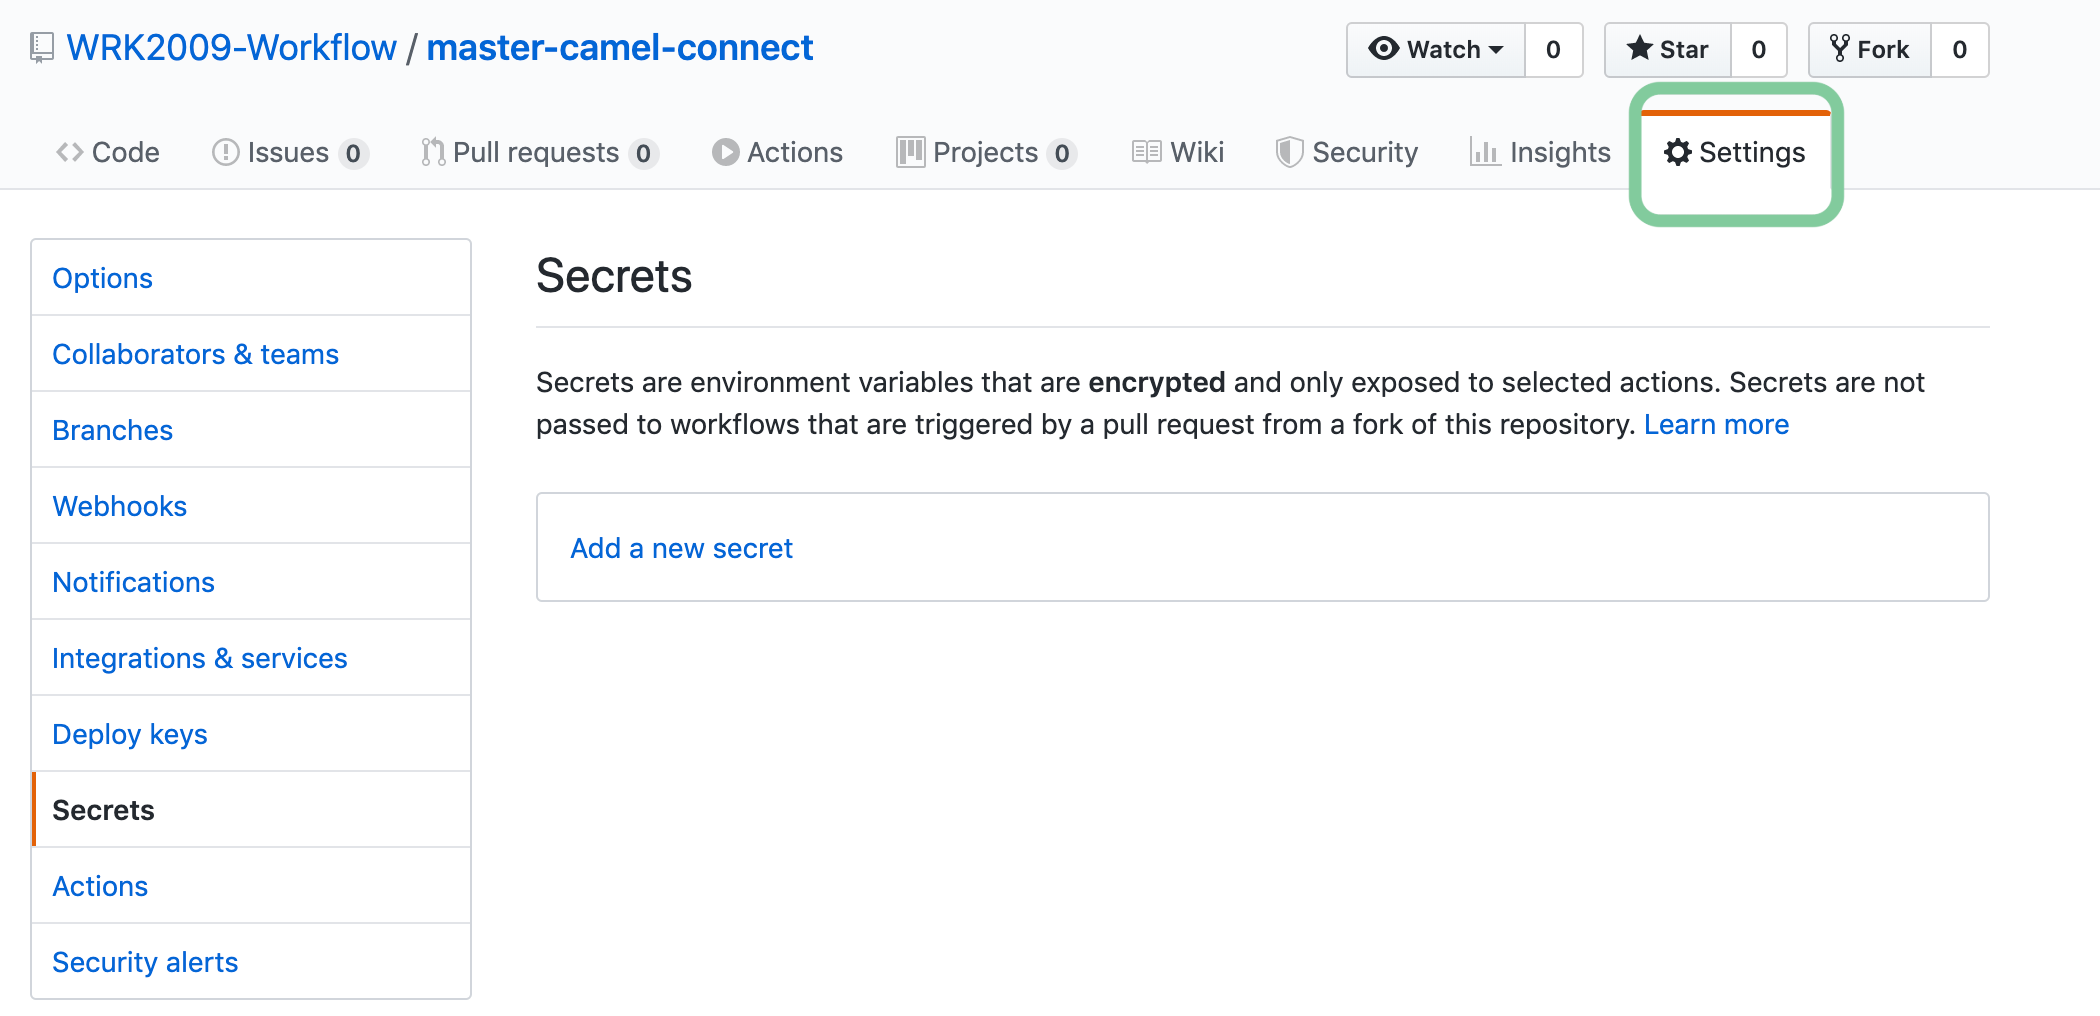 WRK2009-Workflow / master-camel-connect
Watch 0 Star 0 Fork 0
Code Issues 0 Pull requests 0 Actions Projects 0 Wiki Security Insights Settings
Options
Collaborators & teams
Branches
Webhooks
Notifications
Integrations & services
Deploy keys
Secrets
Actions
Security alerts
Secrets
Secrets are environment variables that are encrypted and only exposed to selected actions. Secrets are not
passed to workflows that are triggered by a pull request from a fork of this repository. Learn more
Add a new secret